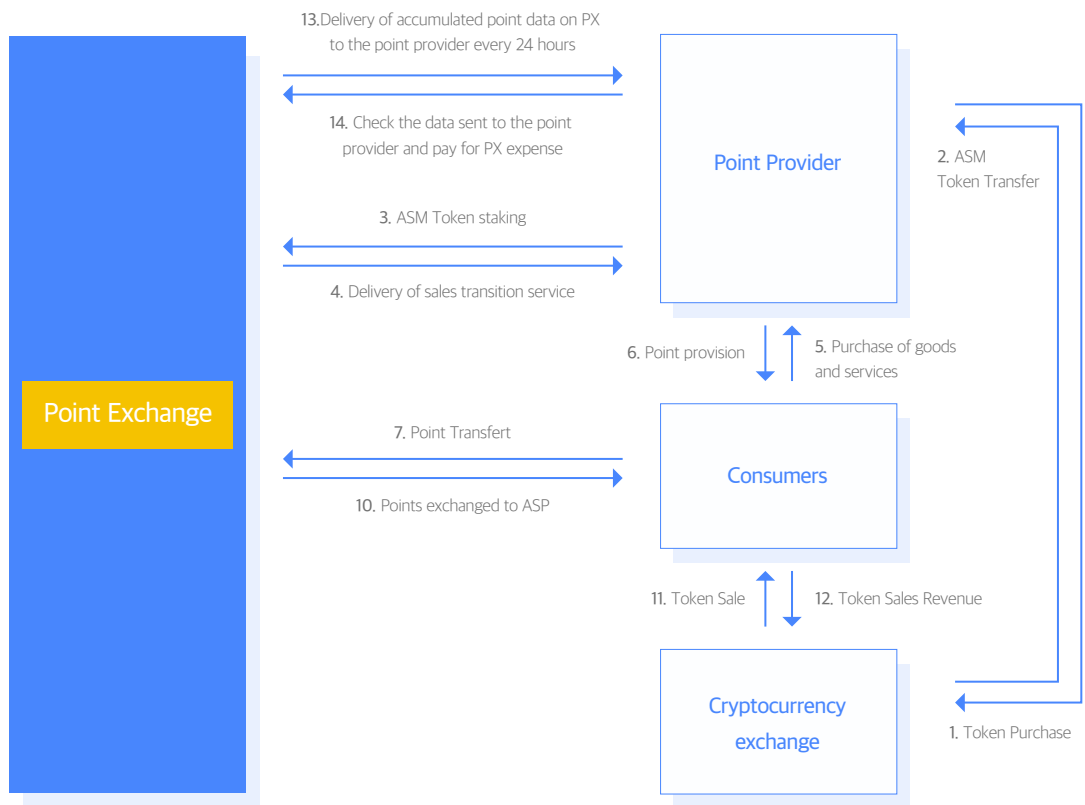 13.Delivery of accumulated point data on PX
to the point provider every 24 hours
14. Check the data sent to the point
provider and pay for PX expense
Point Provider
2. ASM
Token Transfer
3. ASM Token staking
4. Delivery of sales transition service
6. Point provision
5. Purchase of goods
and services
Point Exchange
7. Point Transfert
Consumers
10. Points exchanged to ASP
11. Token Sale
12. Token Sales Revenue
Cryptocurrency
exchange
1. Token Purchase